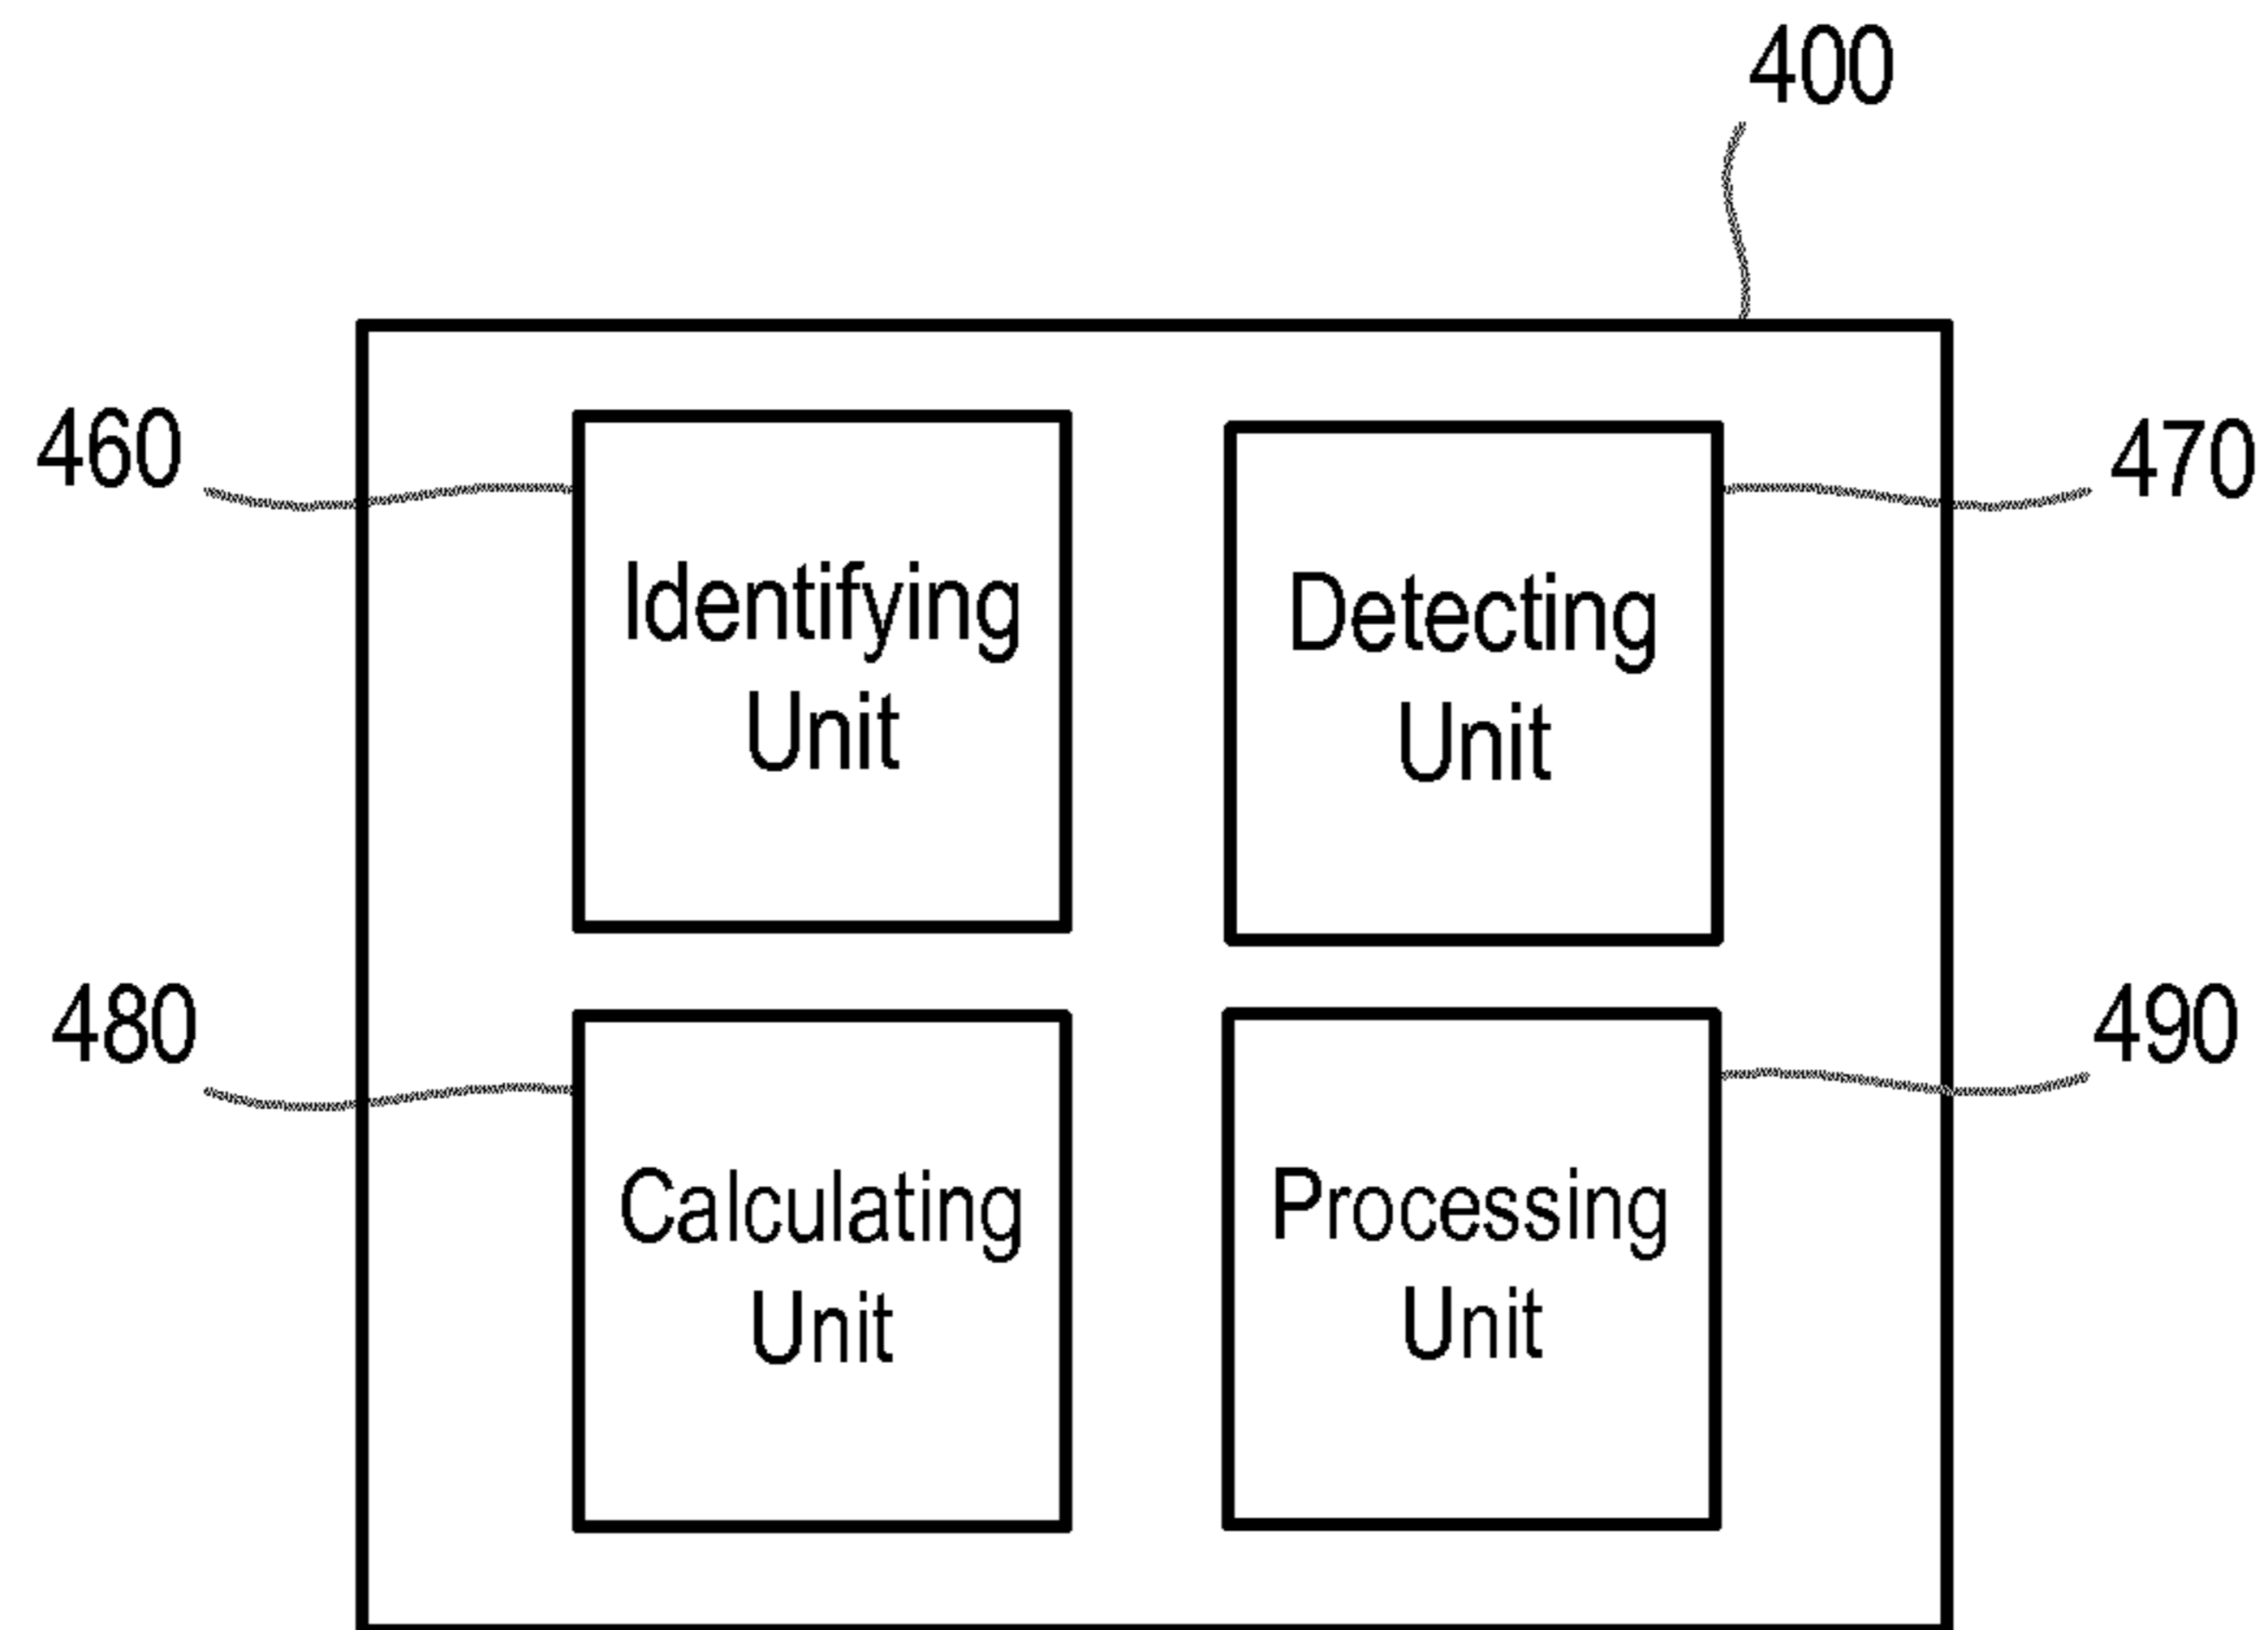 400
460
470
Identifying
Unit
Detecting
Unit
480
490
Calculating
Unit
Processing
Unit